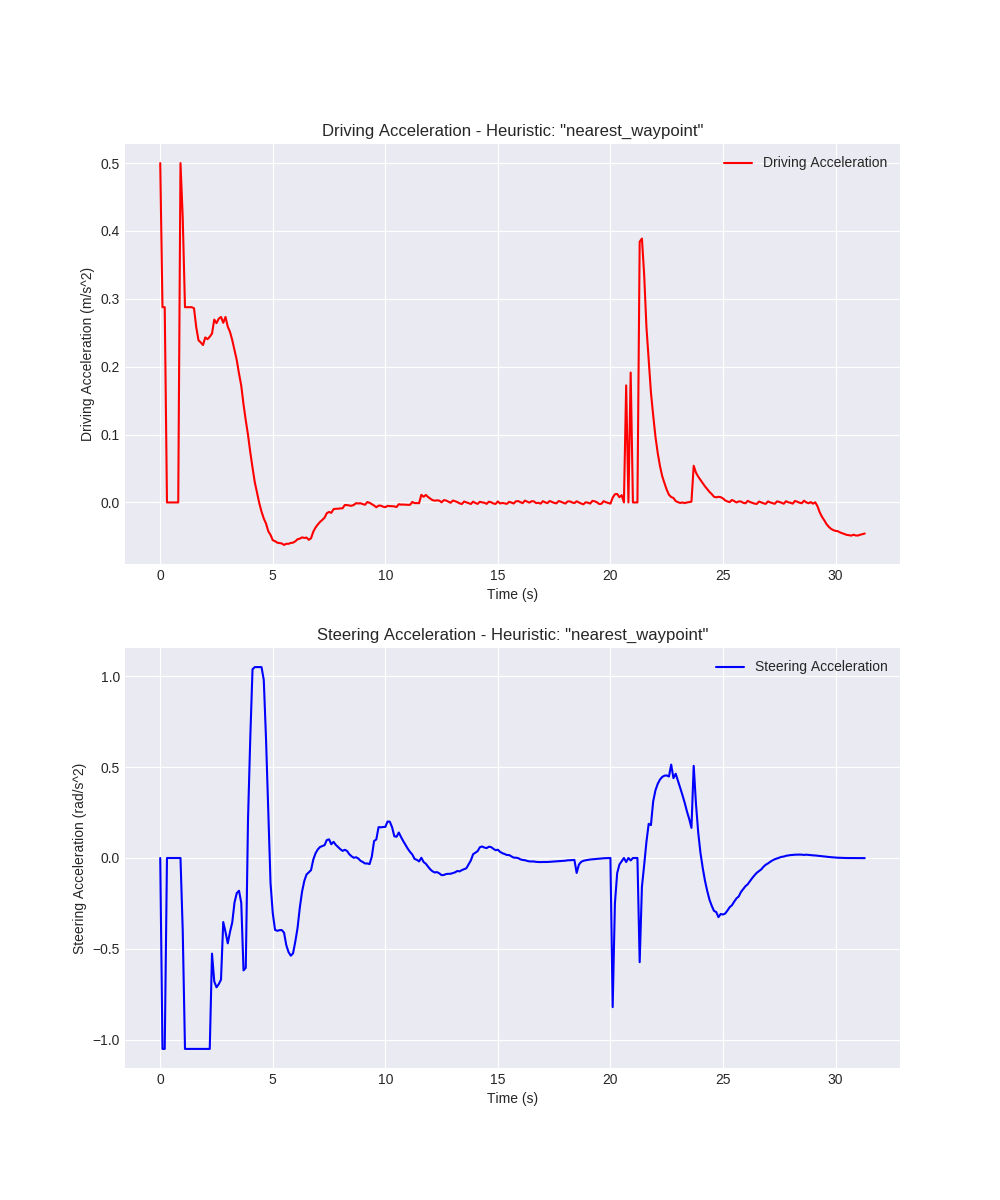 Driving Acceleration - Heuristic: "nearest_waypoint"
Driving Acceleration
Driving Acceleration (m/s^2)
0.5
0.4
0.3
0.2
0.1
0.0
0 5 10 15 20 25 30
Time (s)
Steering Acceleration - Heuristic: "nearest_waypoint"
Steering Acceleration
Steering Acceleration (rad/s^2)
1.0
0.5
0.0
−0.5
−1.0
0 5 10 15 20 25 30
Time (s)